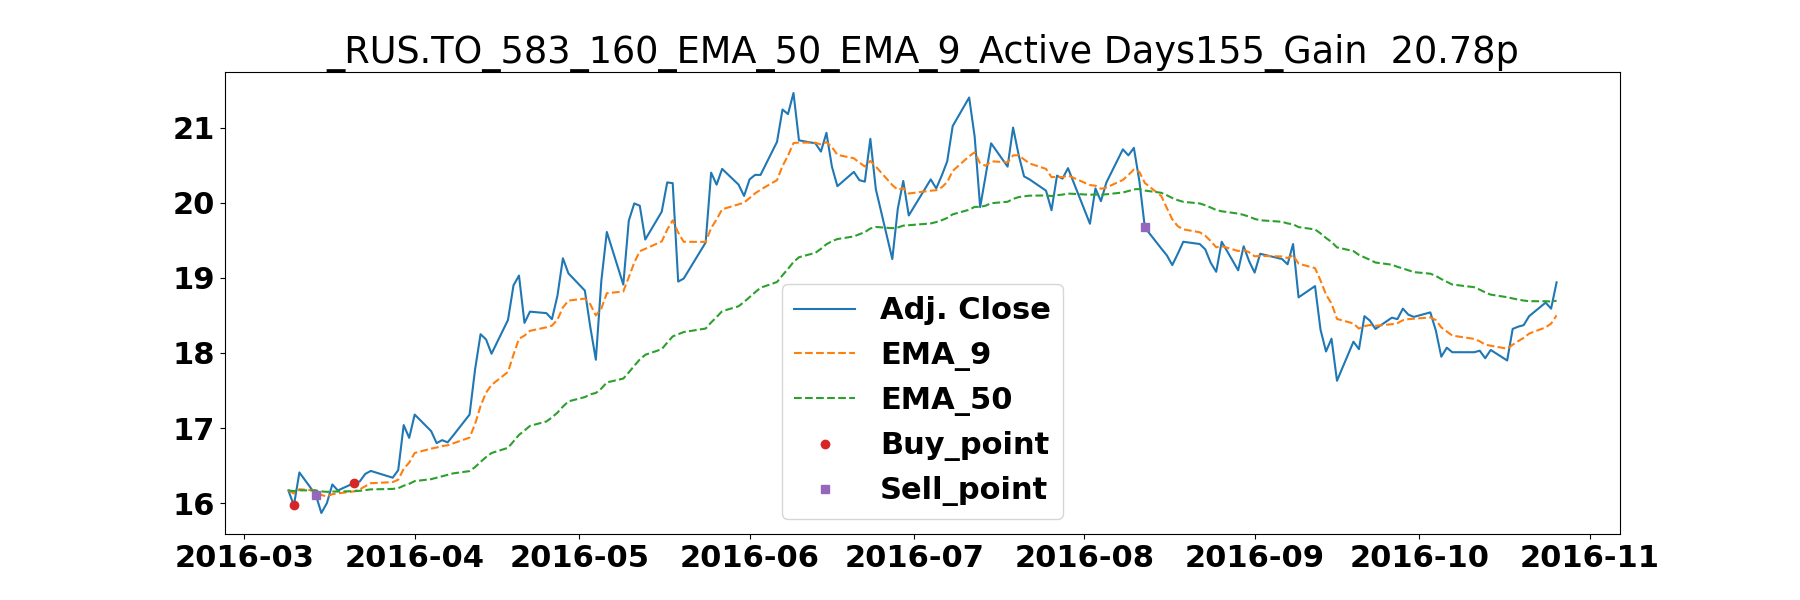 _RUS.TO_583_160_EMA_50_EMA_9_Active Days155_Gain  20.78p
21
20
19
18
17
16
Adj. Close
EMA_9
EMA_50
Buy_point
Sell_point
2016-03 2016-04 2016-05 2016-06 2016-07 2016-08 2016-09 2016-10 2016-11